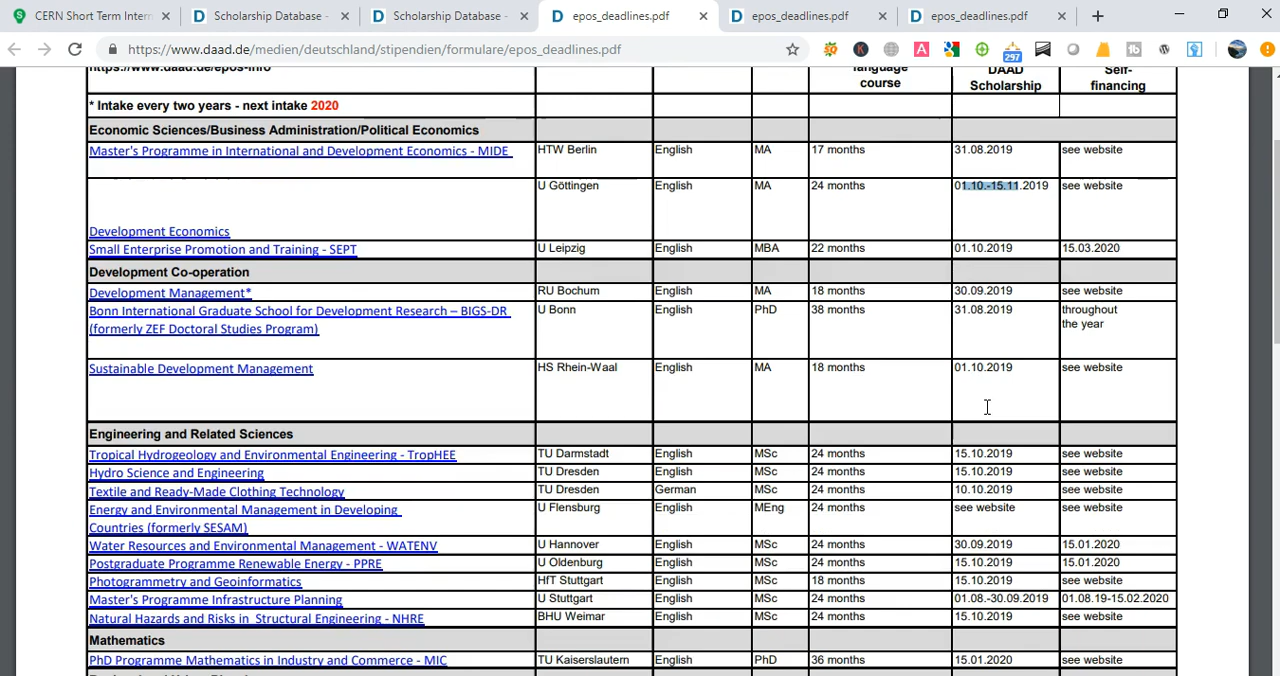 CERN Short Term Intern
Scholarship Database -
Scholarship Database -
epos_deadlines.pdf
epos_deadlines.pdf
epos_deadlines.pdf
https://www.daad.de/medien/deutschland/stipendien/formulare/epos_deadlines.pdf
297
https://www.daad.de/epos-info
language course
DAAD Scholarship
Self-financing
* Intake every two years - next intake 2020
Economic Sciences/Business Administration/Political Economics
Master's Programme in International and Development Economics - MIDE HTW Berlin English MA 17 months 31.08.2019 see website
U Göttingen English MA 24 months 01.10.-15.11.2019 see website
Development Economics
Small Enterprise Promotion and Training - SEPT U Leipzig English MBA 22 months 01.10.2019 15.03.2020
Development Co-operation
Development Management* RU Bochum English MA 18 months 30.09.2019 see website
Bonn International Graduate School for Development Research – BIGS-DR U Bonn English PhD 38 months 31.08.2019 throughout
(formerly ZEF Doctoral Studies Program) the year
Sustainable Development Management HS Rhein-Waal English MA 18 months 01.10.2019 see website
Engineering and Related Sciences
Tropical Hydrogeology and Environmental Engineering - TropHEE TU Darmstadt English MSc 24 months 15.10.2019 see website
Hydro Science and Engineering TU Dresden English MSc 24 months 15.10.2019 see website
Textile and Ready-Made Clothing Technology TU Dresden German MSc 24 months 10.10.2019 see website
Energy and Environmental Management in Developing U Flensburg English MEng 24 months see website see website
Countries (formerly SESAM)
Water Resources and Environmental Management - WATENV U Hannover English MSc 24 months 30.09.2019 15.01.2020
Postgraduate Programme Renewable Energy - PPRE U Oldenburg English MSc 24 months 15.10.2019 15.01.2020
Photogrammetry and Geoinformatics HfT Stuttgart English MSc 18 months 15.10.2019 see website
Master's Programme Infrastructure Planning U Stuttgart English MSc 24 months 01.08.-30.09.2019 01.08.19-15.02.2020
Natural Hazards and Risks in Structural Engineering - NHRE BHU Weimar English MSc 24 months 15.10.2019 see website
Mathematics
PhD Programme Mathematics in Industry and Commerce - MIC TU Kaiserslautern English PhD 36 months 15.01.2020 see website